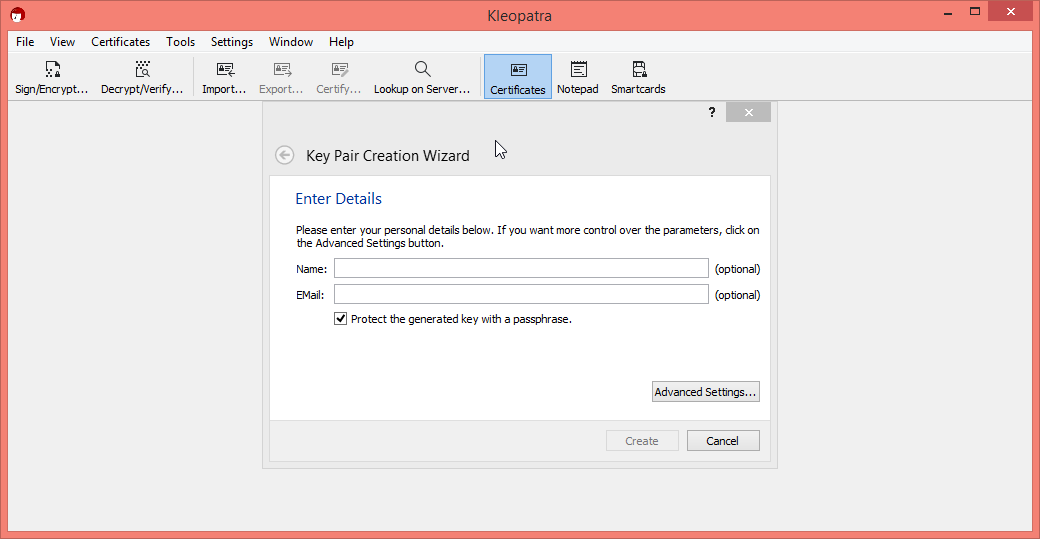 Kleopatra
File View Certificates Tools Settings Window Help
Sign/Encrypt... Decrypt/Verify... Import... Export... Certify... Lookup on Server... Certificates Notepad Smartcards
?
Key Pair Creation Wizard
Enter Details
Please enter your personal details below. If you want more control over the parameters, click on
the Advanced Settings button.
Name: (optional)
EMail: (optional)
Protect the generated key with a passphrase.
Advanced Settings...
Create Cancel